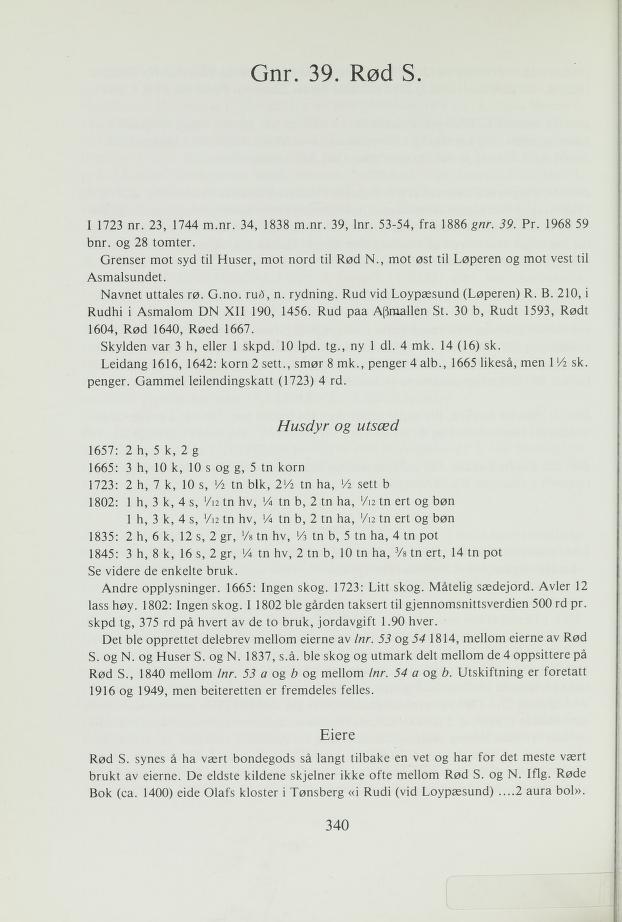 Gnr. 39. Rød S.
I 1723 nr. 23, 1744 m.nr. 34, 1838 m.nr. 39, lnr. 53-54, fra 1886 gnr. 39. Pr. 1968 59
bnr. og 28 tomter.
Grenser mot syd til Huser, mot nord til Rød N., mot øst til Løperen og mot vest til
Asmalsundet.
Navnet uttales rø. G.no. ruð, n. rydning. Rud vid Loypæsund (Løperen) R. B. 210, i
Rudhi i Asmalom DN XII 190, 1456. Rud paa Aβmallen St. 30 b, Rudt 1593, Rødt
1604, Rød 1640, Røed 1667.
Skylden var 3 h, eller 1 skpd. 10 lpd. tg., ny 1 dl. 4 mk. 14 (16) sk.
Leidang 1616, 1642: korn 2 sett., smør 8 mk., penger 4 alb., 1665 likeså, men 1½ sk.
penger. Gammel leilendingskatt (1723) 4 rd.
Husdyr og utsæd
1657: 2 h, 5 k, 2 g
1665: 3 h, 10 k, 10 s og g, 5 tn korn
1723: 2 h, 7 k, 10 s, ½ tn blk, 2½ tn ha, ½ sett b
1802: 1 h, 3 k, 4 s, 1/12 tn hv, ¼ tn b, 2 tn ha, 1/12 tn ert og bøn
1 h, 3 k, 4 s, 1/12 tn hv, ¼ tn b, 2 tn ha, 1/12 tn ert og bøn
1835: 2 h, 6 k, 12 s, 2 gr, ⅛ tn hv, ⅓ tn b, 5 tn ha, 4 tn pot
1845: 3 h, 8 k, 16 s, 2 gr, ¼ tn hv, 2 tn b, 10 tn ha, ⅜ tn ert, 14 tn pot
Se videre de enkelte bruk.
Andre opplysninger. 1665: Ingen skog. 1723: Litt skog. Måtelig sædejord. Avler 12
lass høy. 1802: Ingen skog. I 1802 ble gården taksert til gjennomsnittsverdien 500 rd pr.
skpd tg, 375 rd på hvert av de to bruk, jordavgift 1.90 hver.
Det ble opprettet delebrev mellom eierne av lnr. 53 og 54 1814, mellom eierne av Rød
S. og N. og Huser S. og N. 1837, s.å. ble skog og utmark delt mellom de 4 oppsittere på
Rød S., 1840 mellom lnr. 53 a og b og mellom lnr. 54 a og b. Utskiftning er foretatt
1916 og 1949, men beiteretten er fremdeles felles.
Eiere
Rød S. synes å ha vært bondegods så langt tilbake en vet og har for det meste vært
brukt av eierne. De eldste kildene skjelner ikke ofte mellom Rød S. og N. Iflg. Røde
Bok (ca. 1400) eide Olafs kloster i Tønsberg «i Rudi (vid Loypæsund) ....2 aura bol».
340